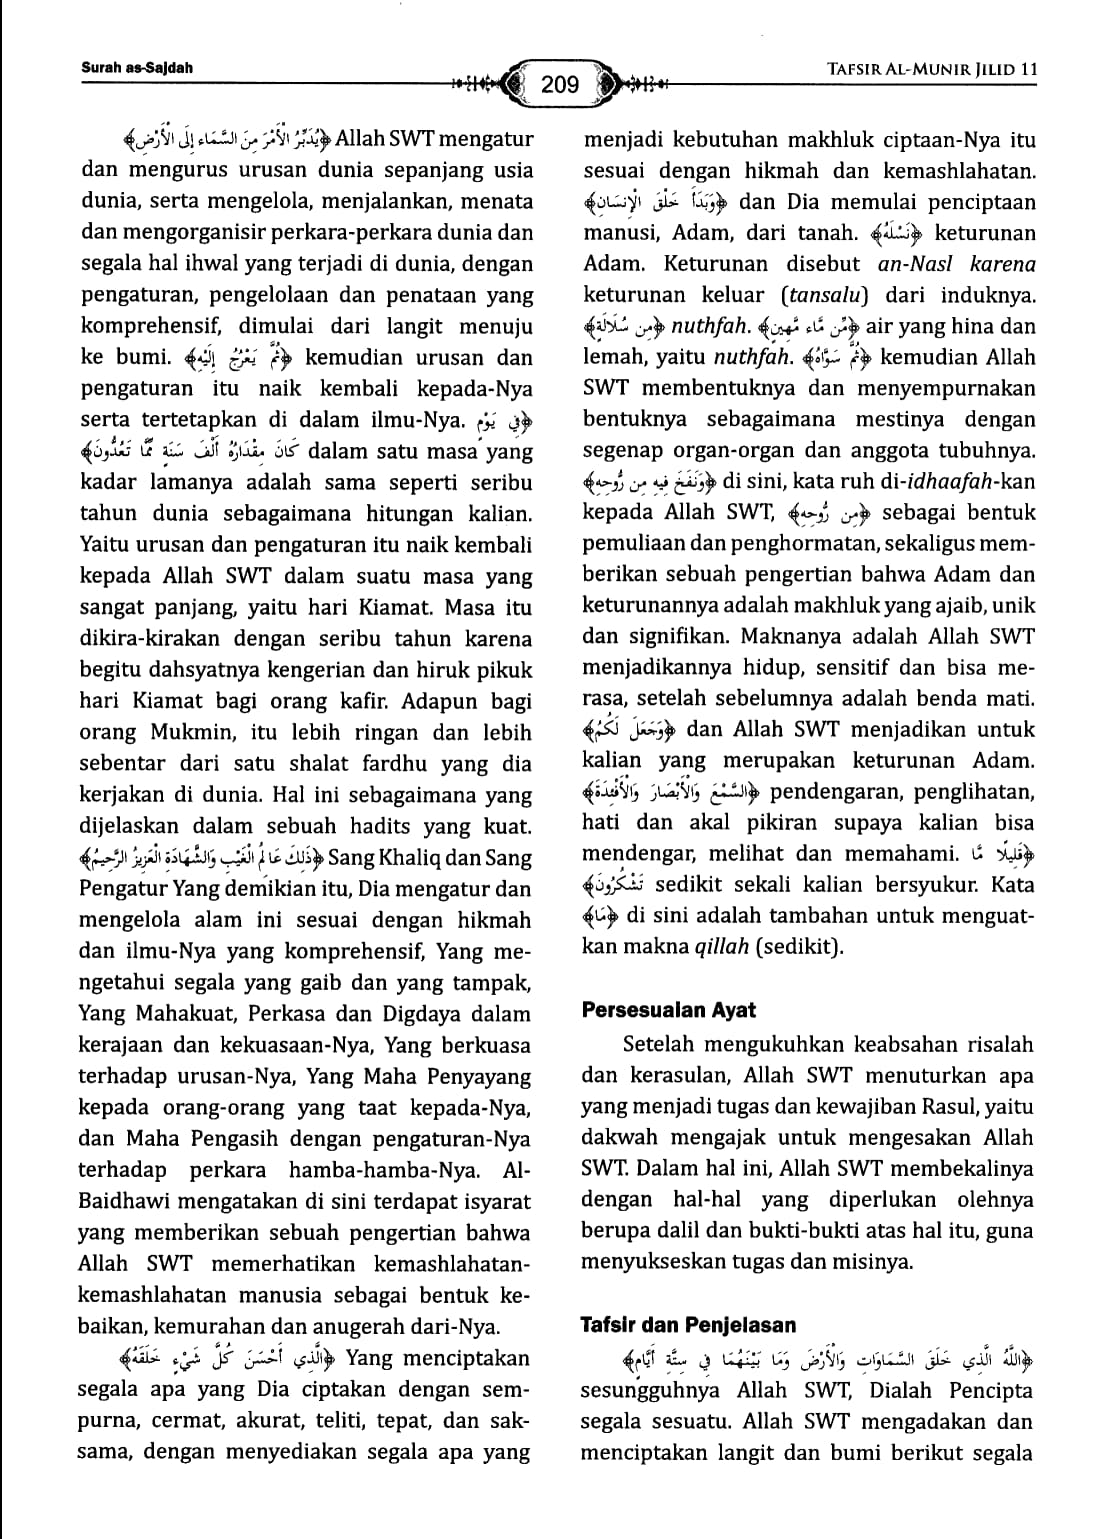 Surah as-Sajdah
209
TAFSIR AL-MUNIR JILID 11
﴿يُدَبِّرُ الْأَمْرَ مِنَ السَّمَاءِ إِلَى الْأَرْضِ﴾ Allah SWT mengatur
dan mengurus urusan dunia sepanjang usia
dunia, serta mengelola, menjalankan, menata
dan mengorganisir perkara-perkara dunia dan
segala hal ihwal yang terjadi di dunia, dengan
pengaturan, pengelolaan dan penataan yang
komprehensif, dimulai dari langit menuju
ke bumi. ﴿ثُمَّ يَعْرُجُ إِلَيْهِ﴾ kemudian urusan dan
pengaturan itu naik kembali kepada-Nya
serta tertetapkan di dalam ilmu-Nya. ﴿فِي يَوْمٍ
كَانَ مِقْدَارُهُ أَلْفَ سَنَةٍ مِّمَّا تَعُدُّونَ﴾ dalam satu masa yang
kadar lamanya adalah sama seperti seribu
tahun dunia sebagaimana hitungan kalian.
Yaitu urusan dan pengaturan itu naik kembali
kepada Allah SWT dalam suatu masa yang
sangat panjang, yaitu hari Kiamat. Masa itu
dikira-kirakan dengan seribu tahun karena
begitu dahsyatnya kengerian dan hiruk pikuk
hari Kiamat bagi orang kafir. Adapun bagi
orang Mukmin, itu lebih ringan dan lebih
sebentar dari satu shalat fardhu yang dia
kerjakan di dunia. Hal ini sebagaimana yang
dijelaskan dalam sebuah hadits yang kuat.
﴿ذَٰلِكَ عَالِمُ الْغَيْبِ وَالشَّهَادَةِ الْعَزِيزُ الرَّحِيمُ﴾ Sang Khaliq dan Sang
Pengatur Yang demikian itu, Dia mengatur dan
mengelola alam ini sesuai dengan hikmah
dan ilmu-Nya yang komprehensif, Yang me-
ngetahui segala yang gaib dan yang tampak,
Yang Mahakuat, Perkasa dan Digdaya dalam
kerajaan dan kekuasaan-Nya, Yang berkuasa
terhadap urusan-Nya, Yang Maha Penyayang
kepada orang-orang yang taat kepada-Nya,
dan Maha Pengasih dengan pengaturan-Nya
terhadap perkara hamba-hamba-Nya. Al-
Baidhawi mengatakan di sini terdapat isyarat
yang memberikan sebuah pengertian bahwa
Allah SWT memerhatikan kemashlahatan-
kemashlahatan manusia sebagai bentuk ke-
baikan, kemurahan dan anugerah dari-Nya.
﴿الَّذِي أَحْسَنَ كُلَّ شَيْءٍ خَلَقَهُ﴾ Yang menciptakan
segala apa yang Dia ciptakan dengan sem-
purna, cermat, akurat, teliti, tepat, dan sak-
sama, dengan menyediakan segala apa yang
menjadi kebutuhan makhluk ciptaan-Nya itu
sesuai dengan hikmah dan kemashlahatan.
﴿وَبَدَأَ خَلْقَ الْإِنسَانِ﴾ dan Dia memulai penciptaan
manusi, Adam, dari tanah. ﴿نَسْلَهُ﴾ keturunan
Adam. Keturunan disebut an-Nasl karena
keturunan keluar (tansalu) dari induknya.
﴿مِن سُلَالَةٍ﴾ nuthfah. ﴿مِّن مَّاءٍ مَّهِينٍ﴾ air yang hina dan
lemah, yaitu nuthfah. ﴿ثُمَّ سَوَّاهُ﴾ kemudian Allah
SWT membentuknya dan menyempurnakan
bentuknya sebagaimana mestinya dengan
segenap organ-organ dan anggota tubuhnya.
﴿وَنَفَخَ فِيهِ مِن رُّوحِهِ﴾ di sini, kata ruh di-idhaafah-kan
kepada Allah SWT, ﴿مِن رُّوحِهِ﴾ sebagai bentuk
pemuliaan dan penghormatan, sekaligus mem-
berikan sebuah pengertian bahwa Adam dan
keturunannya adalah makhluk yang ajaib, unik
dan signifikan. Maknanya adalah Allah SWT
menjadikannya hidup, sensitif dan bisa me-
rasa, setelah sebelumnya adalah benda mati.
﴿وَجَعَلَ لَكُمُ﴾ dan Allah SWT menjadikan untuk
kalian yang merupakan keturunan Adam.
﴿السَّمْعَ وَالْأَبْصَارَ وَالْأَفْئِدَةَ﴾ pendengaran, penglihatan,
hati dan akal pikiran supaya kalian bisa
mendengar, melihat dan memahami. ﴿قَلِيلًا مَّا
تَشْكُرُونَ﴾ sedikit sekali kalian bersyukur. Kata
﴿مَّا﴾ di sini adalah tambahan untuk menguat-
kan makna qillah (sedikit).
Persesualan Ayat
Setelah mengukuhkan keabsahan risalah
dan kerasulan, Allah SWT menuturkan apa
yang menjadi tugas dan kewajiban Rasul, yaitu
dakwah mengajak untuk mengesakan Allah
SWT. Dalam hal ini, Allah SWT membekalinya
dengan hal-hal yang diperlukan olehnya
berupa dalil dan bukti-bukti atas hal itu, guna
menyukseskan tugas dan misinya.
Tafsir dan Penjelasan
﴿اللَّهُ الَّذِي خَلَقَ السَّمَاوَاتِ وَالْأَرْضَ وَمَا بَيْنَهُمَا فِي سِتَّةِ أَيَّامٍ﴾
sesungguhnya Allah SWT, Dialah Pencipta
segala sesuatu. Allah SWT mengadakan dan
menciptakan langit dan bumi berikut segala